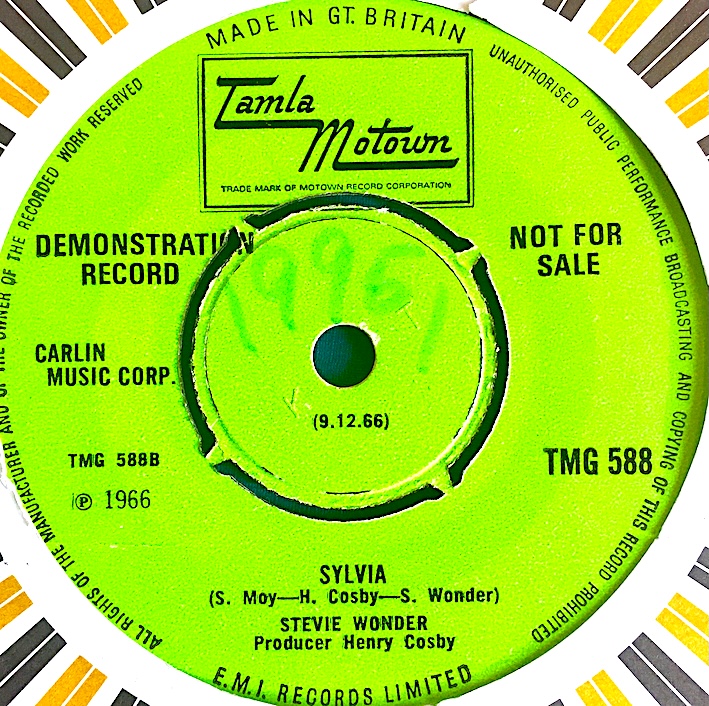 MADE IN GT. BRITAIN
Tamla
Motown
TRADE MARK OF MOTOWN RECORD CORPORATION
UNAUTHORISED PUBLIC PERFORMANCE BROADCASTING AND COPYING OF THIS RECORD PROHIBITED
ALL RIGHTS OF THE MANUFACTURER AND OF THE OWNER OF THE RECORDED WORK RESERVED
DEMONSTRATION
RECORD
NOT FOR
SALE
CARLIN
MUSIC CORP.
(9.12.66)
TMG 588B
TMG 588
℗ 1966
SYLVIA
(S. Moy—H. Cosby—S. Wonder)
STEVIE WONDER
Producer Henry Cosby
E.M.I. RECORDS LIMITED